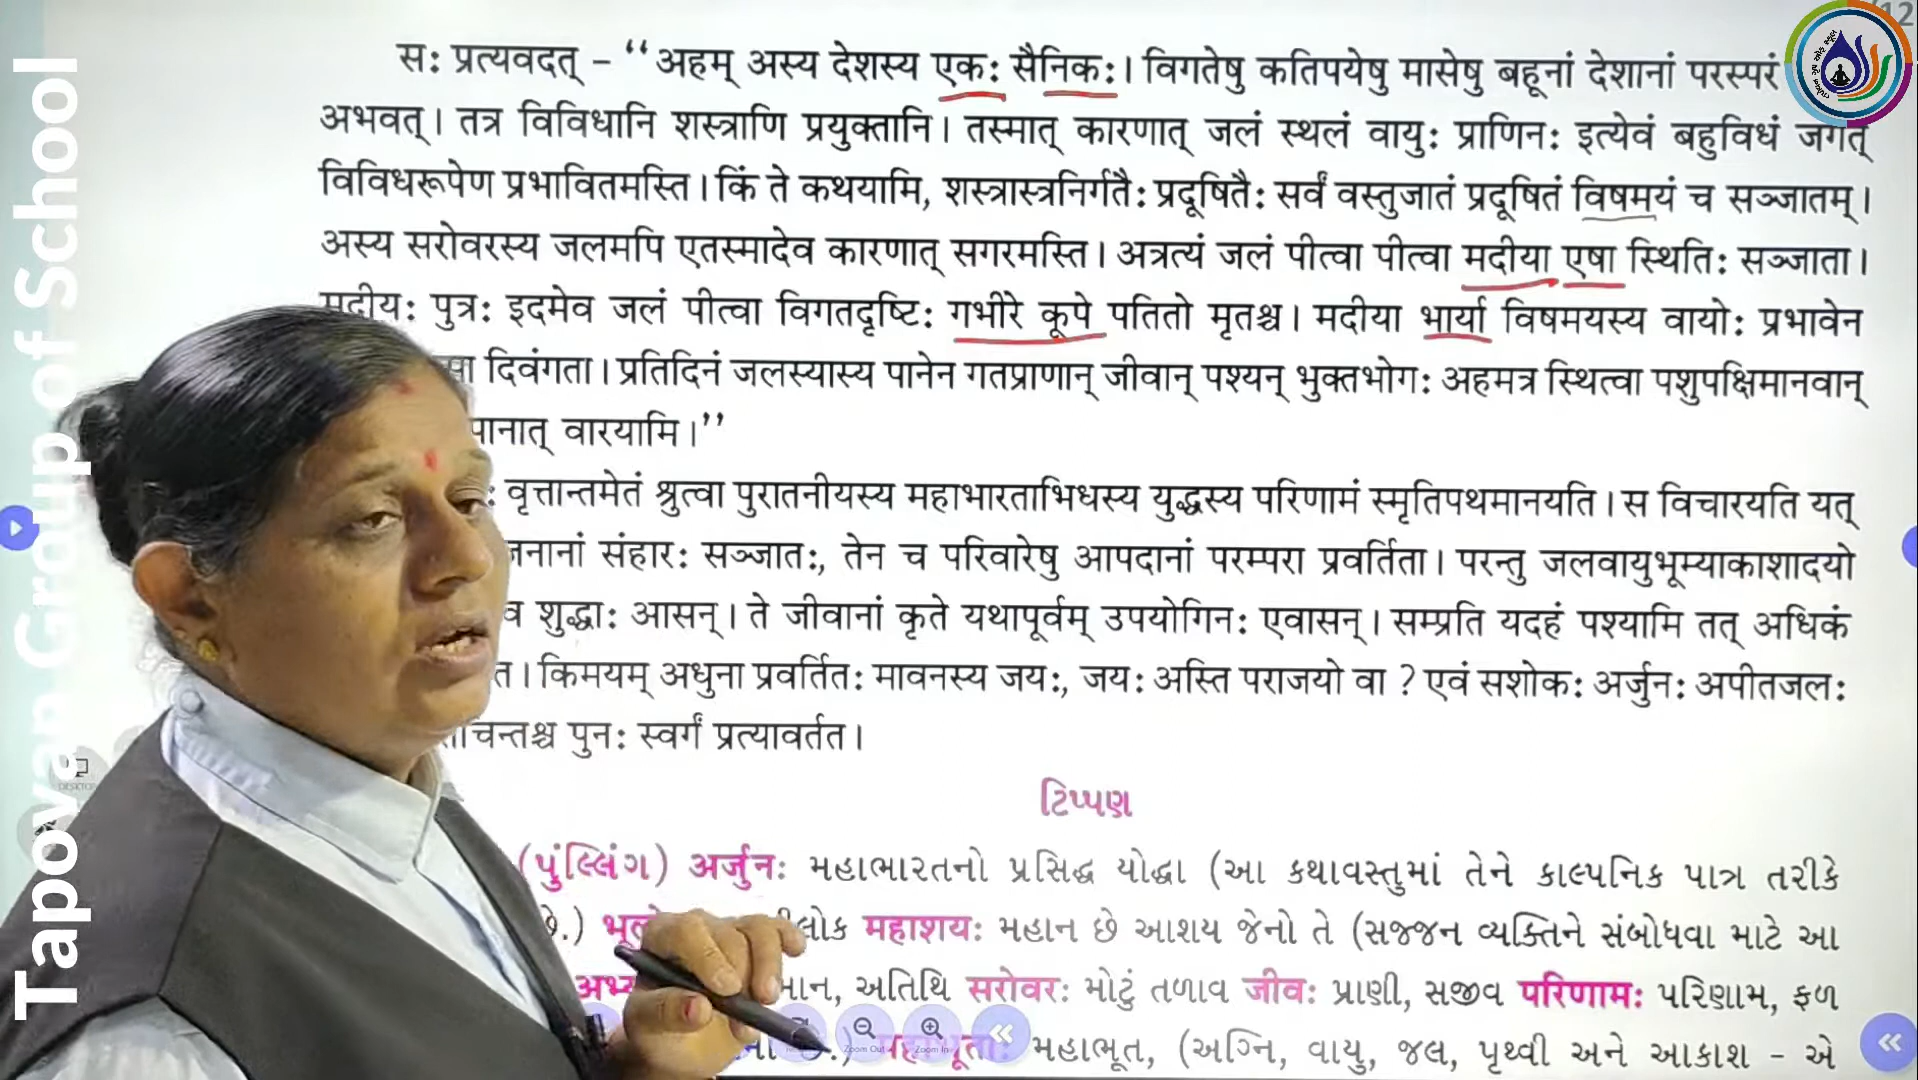 12
सः प्रत्यवदत् – “अहम् अस्य देशस्य एकः सैनिकः। विगतेषु कतिपयेषु मासेषु बहूनां देशानां परस्परं
अभवत्। तत्र विविधानि शस्त्राणि प्रयुक्तानि। तस्मात् कारणात् जलं स्थलं वायुः प्राणिनः इत्येवं बहुविधं जगत्
विविधरूपेण प्रभावितमस्ति। किं ते कथयामि, शस्त्रास्त्रनिर्गतैः प्रदूषितैः सर्वं वस्तुजातं प्रदूषितं विषमयं च सञ्जातम्।
अस्य सरोवरस्य जलमपि एतस्मादेव कारणात् सगरमस्ति। अत्रत्यं जलं पीत्वा पीत्वा मदीया एषा स्थितिः सञ्जाता।
मदीयः पुत्रः इदमेव जलं पीत्वा विगतदृष्टिः गभीरे कूपे पतितो मृतश्च। मदीया भार्या विषमयस्य वायोः प्रभावेन
दिवंगता। प्रतिदिनं जलस्यास्य पानेन गतप्राणान् जीवान् पश्यन् भुक्तभोगः अहमत्र स्थित्वा पशुपक्षिमानवान्
पानात् वारयामि।”
वृत्तान्तमेतं श्रुत्वा पुरातनीयस्य महाभारताभिधस्य युद्धस्य परिणामं स्मृतिपथमानयति। स विचारयति यत्
जनानां संहारः सञ्जातः, तेन च परिवारेषु आपदानां परम्परा प्रवर्तिता। परन्तु जलवायुभूम्याकाशादयो
शुद्धाः आसन्। ते जीवानां कृते यथापूर्वम् उपयोगिनः एवासन्। सम्प्रति यदहं पश्यामि तत् अधिकं
किमयम् अधुना प्रवर्तितः मावनस्य जयः, जयः अस्ति पराजयो वा ? एवं सशोकः अर्जुनः अपीतजलः
पुनः स्वर्गं प्रत्यावर्तत।
ટિપ્પણ
(પુંલ્લિંગ) अर्जुनः મહાભારતનો પ્રસિદ્ધ યોદ્ધા (આ કથાવસ્તુમાં તેને કાલ્પનિક પાત્ર તરીકે
છે.) महाशयः મહાન છે આશય જેનો તે (સજ્જન વ્યક્તિને સંબોધવા માટે આ
અતિથિ सरोवरः મોટું તળાવ जीवः પ્રાણી, સજીવ परिणामः પરિણામ, ફળ
महाभूताः મહાભૂત, (અગ્નિ, વાયુ, જલ, પૃથ્વી અને આકાશ – એ
Zoom Out
Zoom In
DESKTOP
Tapovan Group of School